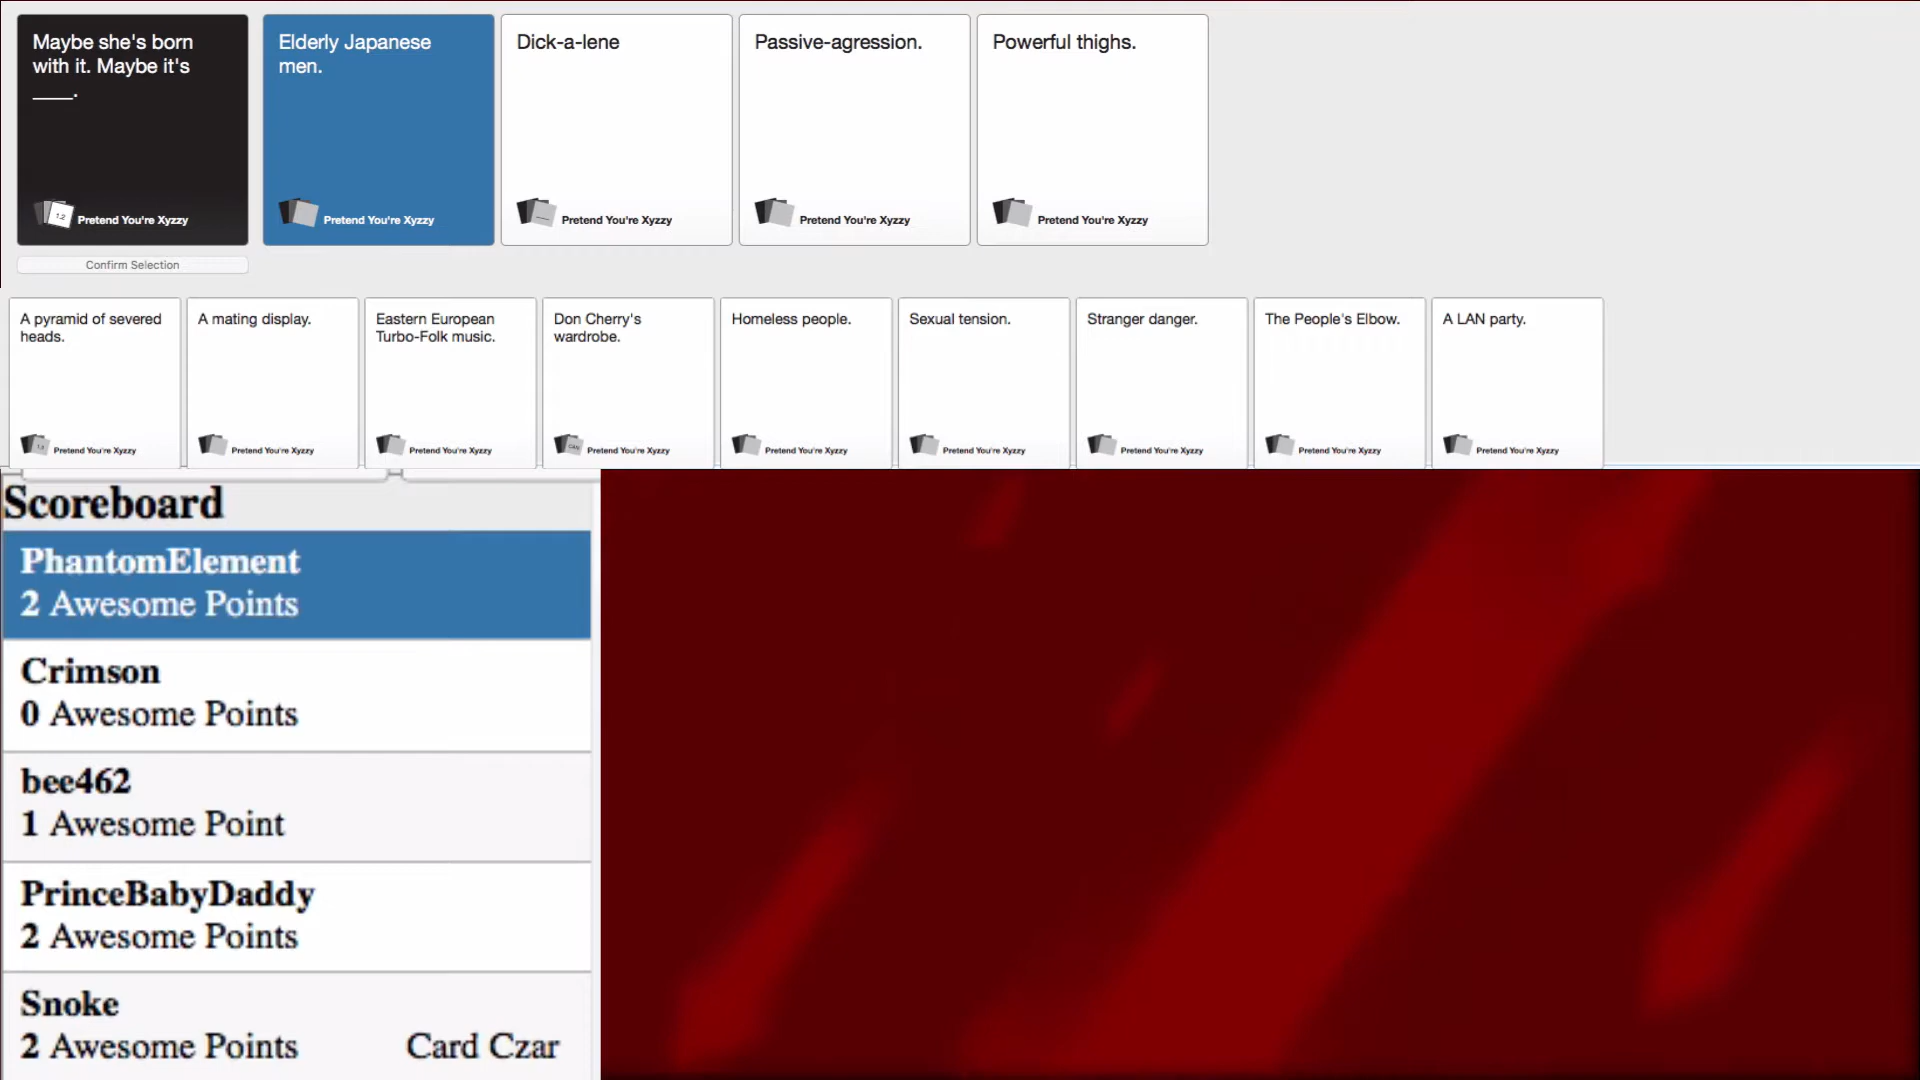 Maybe she's born
with it. Maybe it's
____.
1.2 Pretend You're Xyzzy
Elderly Japanese
men.
Pretend You're Xyzzy
Dick-a-lene
Pretend You're Xyzzy
Passive-agression.
Pretend You're Xyzzy
Powerful thighs.
Pretend You're Xyzzy
Confirm Selection
A pyramid of severed
heads.
Pretend You're Xyzzy
A mating display.
Pretend You're Xyzzy
Eastern European
Turbo-Folk music.
Pretend You're Xyzzy
Don Cherry's
wardrobe.
CAN Pretend You're Xyzzy
Homeless people.
Pretend You're Xyzzy
Sexual tension.
Pretend You're Xyzzy
Stranger danger.
Pretend You're Xyzzy
The People's Elbow.
Pretend You're Xyzzy
A LAN party.
Pretend You're Xyzzy
Scoreboard
PhantomElement
2 Awesome Points
Crimson
0 Awesome Points
bee462
1 Awesome Point
PrinceBabyDaddy
2 Awesome Points
Snoke
2 Awesome Points Card Czar